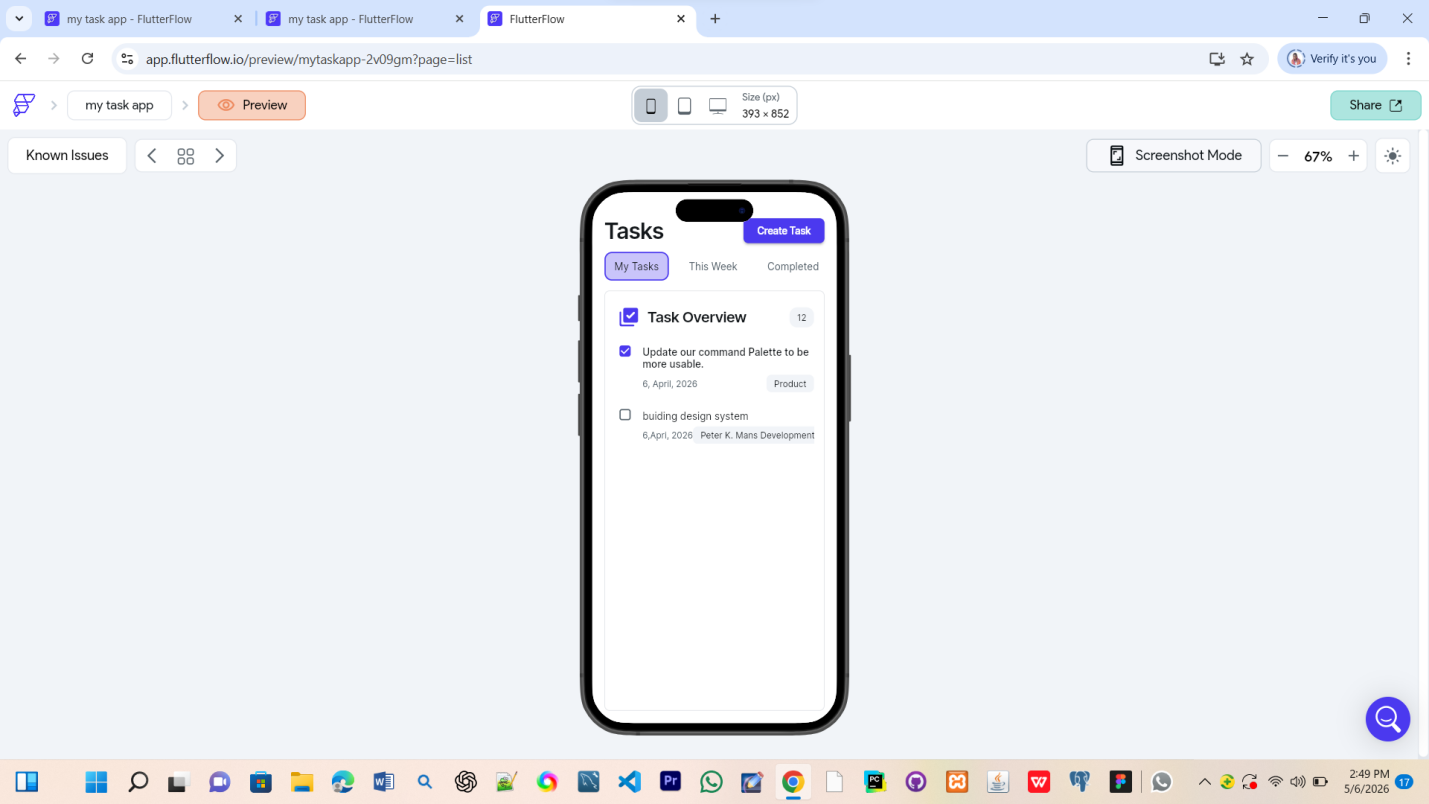 my task app - FlutterFlow
my task app - FlutterFlow
FlutterFlow
app.flutterflow.io/preview/mytaskapp-2v09gm?page=list
Verify it's you
my task app
Preview
Size (px)
393 × 852
Share
Known Issues
Screenshot Mode
67%
Tasks
Create Task
My Tasks
This Week
Completed
Task Overview
12
Update our command Palette to be
more usable.
6, April, 2026
Product
buiding design system
6,Aprl, 2026
Peter K. Mans Development
2:49 PM
5/6/2026
17
W
Pr
PC
W